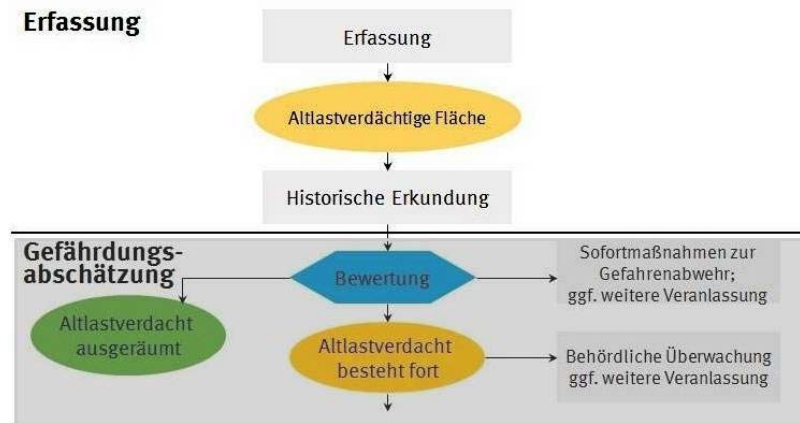 Erfassung
Erfassung
Altlastverdächtige Fläche
Historische Erkundung
Gefährdungs-
abschätzung
Bewertung
Sofortmaßnahmen zur
Gefahrenabwehr;
ggf. weitere Veranlassung
Altlastverdacht
ausgeräumt
Altlastverdacht
besteht fort
Behördliche Überwachung
ggf. weitere Veranlassung